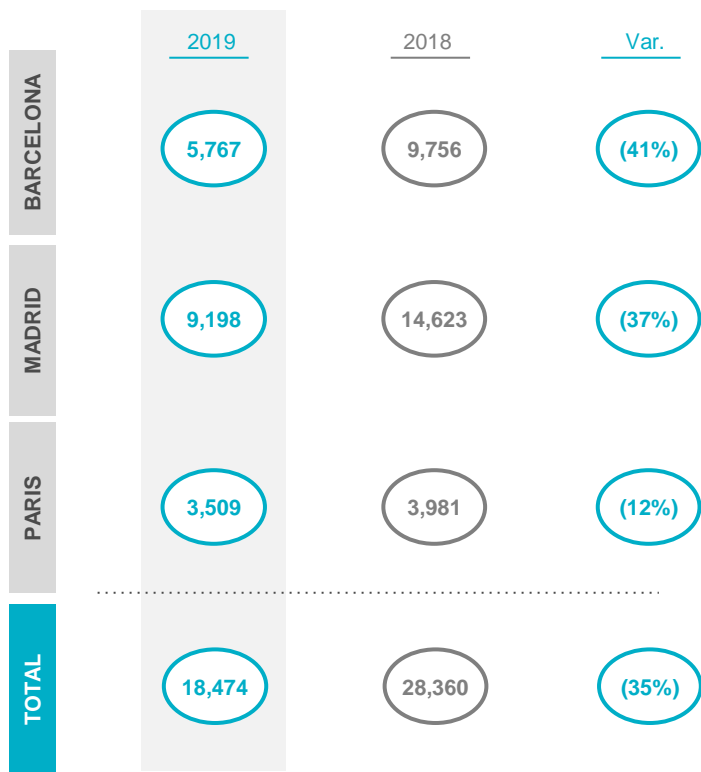 2019 2018 Var.
BARCELONA 5,767 9,756 (41%)
MADRID 9,198 14,623 (37%)
PARIS 3,509 3,981 (12%)
TOTAL 18,474 28,360 (35%)